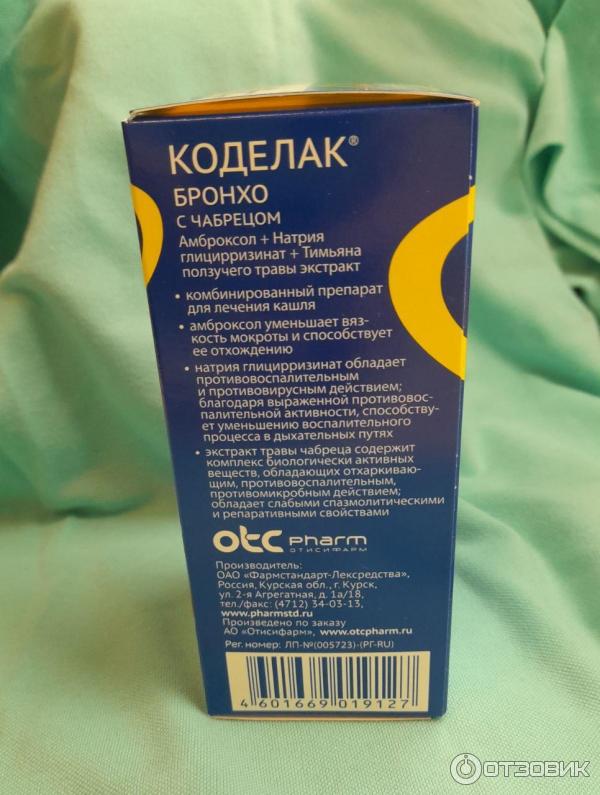 КОДЕЛАК®
БРОНХО
С ЧАБРЕЦОМ
Амброксол + Натрия
глицирризинат + Тимьяна
ползучего травы экстракт
• комбинированный препарат
для лечения кашля
• амброксол уменьшает вяз-
кость мокроты и способствует
ее отхождению
• натрия глицирризинат обладает
противовоспалительным
и противовирусным действием;
благодаря выраженной противовос-
палительной активности, способству-
ет уменьшению воспалительного
процесса в дыхательных путях
• экстракт травы чабреца содержит
комплекс биологически активных
веществ, обладающих отхаркиваю-
щим, противовоспалительным,
противомикробным действием;
обладает слабыми спазмолитическими
и репаративными свойствами
otc pharm
ОТИСИФАРМ
Производитель:
ОАО «Фармстандарт-Лексредства»,
Россия, Курская обл., г. Курск,
ул. 2-я Агрегатная, д. 1а/18,
тел./факс: (4712) 34-03-13,
www.pharmstd.ru
Произведено по заказу
АО «Отисифарм», www.otcpharm.ru
Рег. номер: ЛП-№(005723)-(РГ-RU)
4 601669 019127
ОТЗОВИК